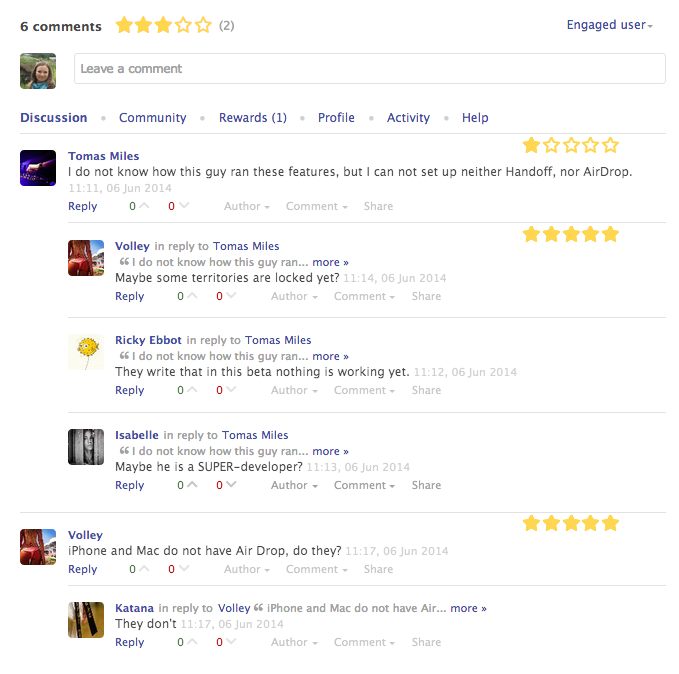 6 comments (2) Engaged user
Leave a comment
Discussion • Community • Rewards (1) • Profile • Activity • Help
Tomas Miles
I do not know how this guy ran these features, but I can not set up neither Handoff, nor AirDrop.
11:11, 06 Jun 2014
Reply 0 0 Author Comment Share
Volley in reply to Tomas Miles
“ I do not know how this guy ran... more »
Maybe some territories are locked yet? 11:14, 06 Jun 2014
Reply 0 0 Author Comment Share
Ricky Ebbot in reply to Tomas Miles
“ I do not know how this guy ran... more »
They write that in this beta nothing is working yet. 11:12, 06 Jun 2014
Reply 0 0 Author Comment Share
Isabelle in reply to Tomas Miles
“ I do not know how this guy ran... more »
Maybe he is a SUPER-developer? 11:13, 06 Jun 2014
Reply 0 0 Author Comment Share
Volley
iPhone and Mac do not have Air Drop, do they? 11:17, 06 Jun 2014
Reply 0 0 Author Comment Share
Katana in reply to Volley “ iPhone and Mac do not have Air... more »
They don't 11:17, 06 Jun 2014
Reply 0 0 Author Comment Share